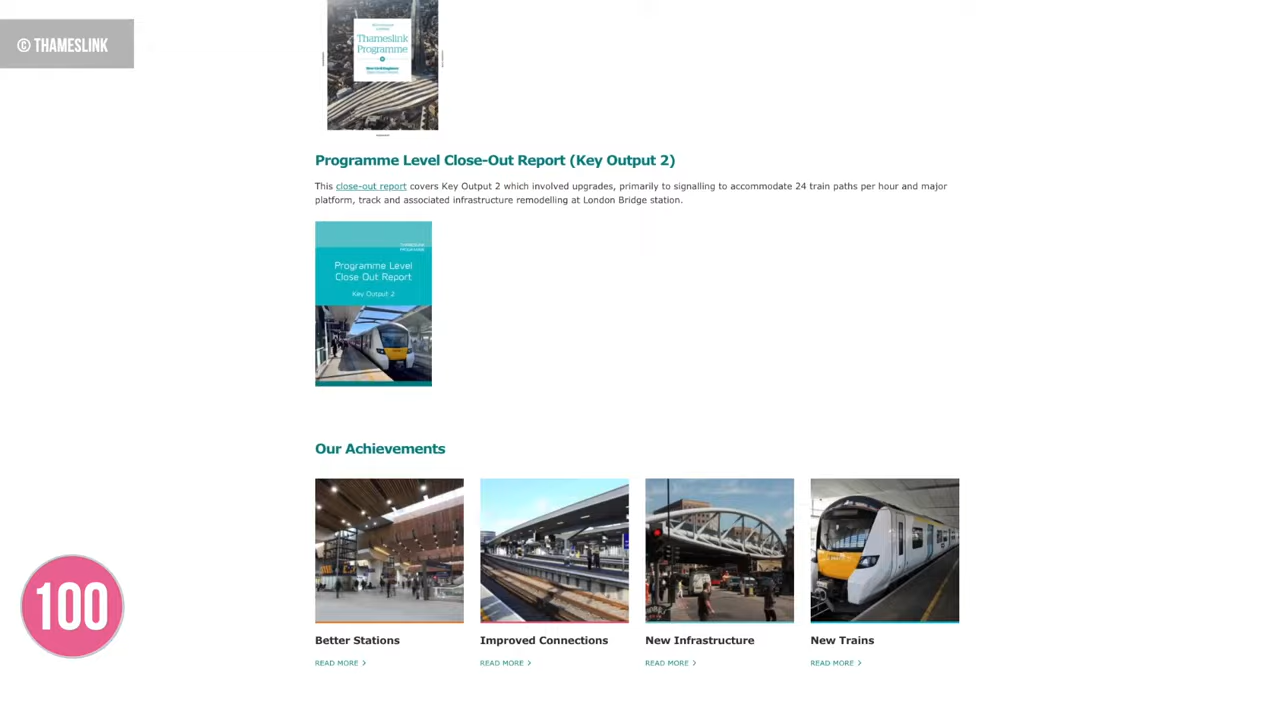 © THAMESLINK
Thameslink
Programme
Programme Level Close-Out Report (Key Output 2)
This close-out report covers Key Output 2 which involved upgrades, primarily to signalling to accommodate 24 train paths per hour and major
platform, track and associated infrastructure remodelling at London Bridge station.
THAMESLINK
PROGRAMME
Programme Level
Close Out Report
Key Output 2
Our Achievements
100
Better Stations
Improved Connections
New Infrastructure
New Trains
READ MORE >
READ MORE >
READ MORE >
READ MORE >